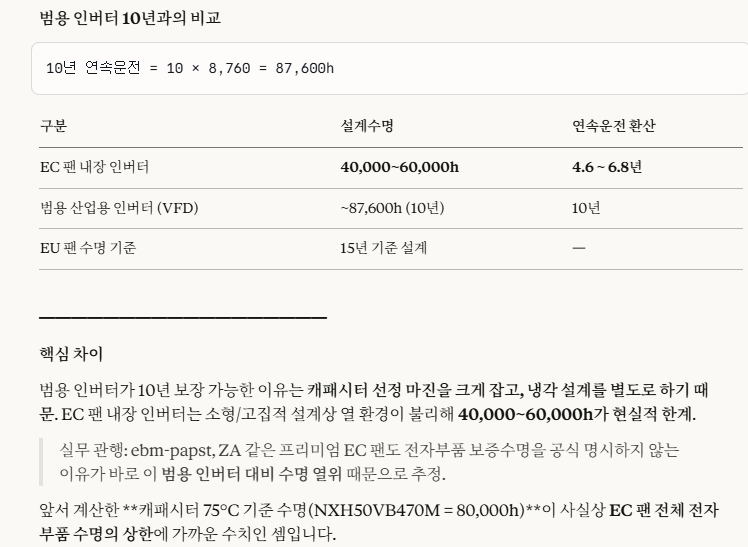 범용 인버터 10년과의 비교
10년 연속운전 = 10 × 8,760 = 87,600h
구분 설계수명 연속운전 환산
EC 팬 내장 인버터 40,000~60,000h 4.6 ~ 6.8년
범용 산업용 인버터 (VFD) ~87,600h (10년) 10년
EU 팬 수명 기준 15년 기준 설계 —
핵심 차이
범용 인버터가 10년 보장 가능한 이유는 캐패시터 선정 마진을 크게 잡고, 냉각 설계를 별도로 하기 때
문. EC 팬 내장 인버터는 소형/고집적 설계상 열 환경이 불리해 40,000~60,000h가 현실적 한계.
실무 관행: ebm-papst, ZA 같은 프리미엄 EC 팬도 전자부품 보증수명을 공식 명시하지 않는
이유가 바로 이 범용 인버터 대비 수명 열위 때문으로 추정.
앞서 계산한 **캐패시터 75°C 기준 수명(NXH50VB470M = 80,000h)**이 사실상 EC 팬 전체 전자
부품 수명의 상한에 가까운 수치인 셈입니다.